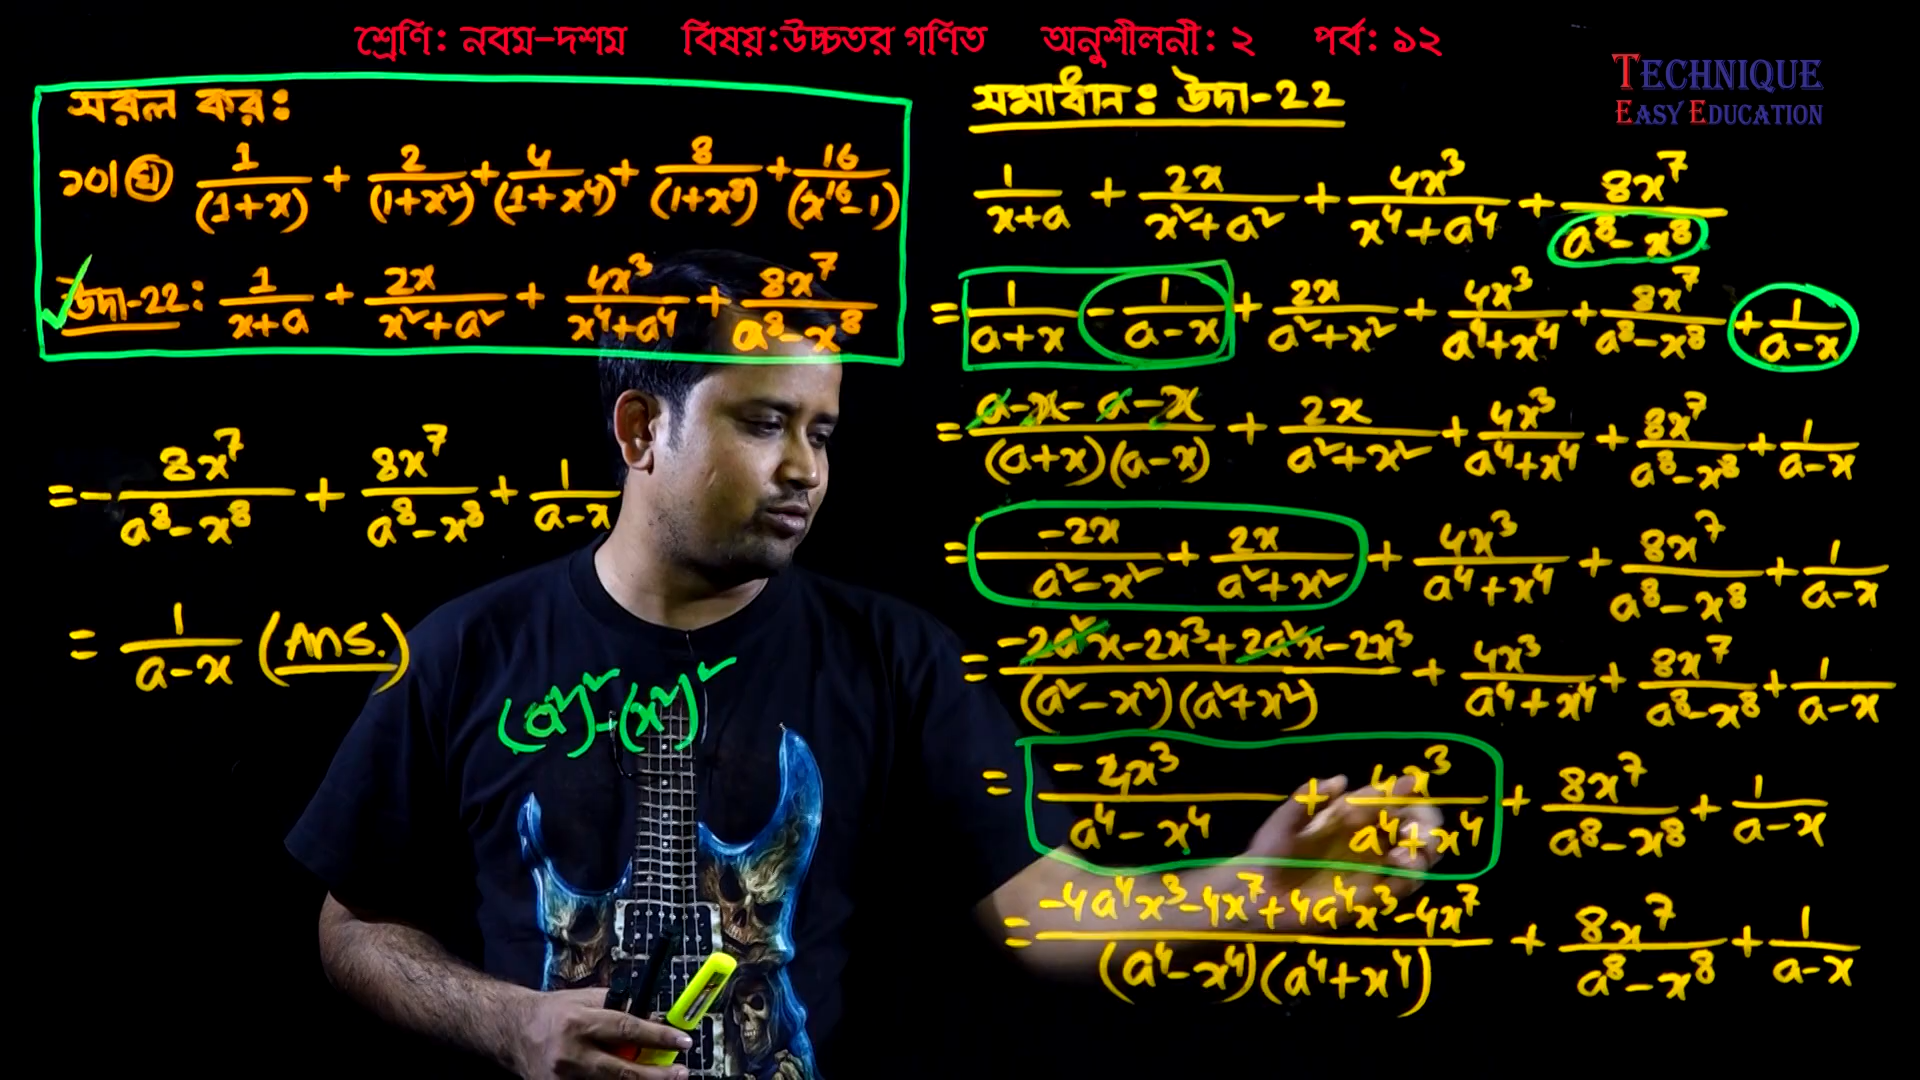 শ্রেণি: নবম-দশম বিষয়:উচ্চতর গণিত অনুশীলনী: ২ পর্ব: ১২
TECHNIQUE
EASY EDUCATION
সরল কর:
১০।(ঘ) 1/(1+x) + 2/(1+x²) + 4/(1+x⁴) + 8/(1+x⁸) + 16/(x¹⁶-1)
✓উদা-22: 1/(x+a) + 2x/(x²+a²) + 4x³/(x⁴+a⁴) + 8x⁷/(a⁸-x⁸)
= - 8x⁷/(a⁸-x⁸) + 8x⁷/(a⁸-x⁸) + 1/(a-x)
= 1/(a-x) (Ans.)
(a²)²-(x²)²
সমাধান: উদা-22
1/(x+a) + 2x/(x²+a²) + 4x³/(x⁴+a⁴) + 8x⁷/(a⁸-x⁸)
= 1/(a+x) - 1/(a-x) + 2x/(a²+x²) + 4x³/(a⁴+x⁴) + 8x⁷/(a⁸-x⁸) + 1/(a-x)
= (a-x-a-x)/((a+x)(a-x)) + 2x/(a²+x²) + 4x³/(a⁴+x⁴) + 8x⁷/(a⁸-x⁸) + 1/(a-x)
= -2x/(a²-x²) + 2x/(a²+x²) + 4x³/(a⁴+x⁴) + 8x⁷/(a⁸-x⁸) + 1/(a-x)
= (-2a²x-2x³+2a²x-2x³)/((a²-x²)(a²+x²)) + 4x³/(a⁴+x⁴) + 8x⁷/(a⁸-x⁸) + 1/(a-x)
= -4x³/(a⁴-x⁴) + 4x³/(a⁴+x⁴) + 8x⁷/(a⁸-x⁸) + 1/(a-x)
= (-4a⁴x³-4x⁷+4a⁴x³-4x⁷)/((a⁴-x⁴)(a⁴+x⁴)) + 8x⁷/(a⁸-x⁸) + 1/(a-x)